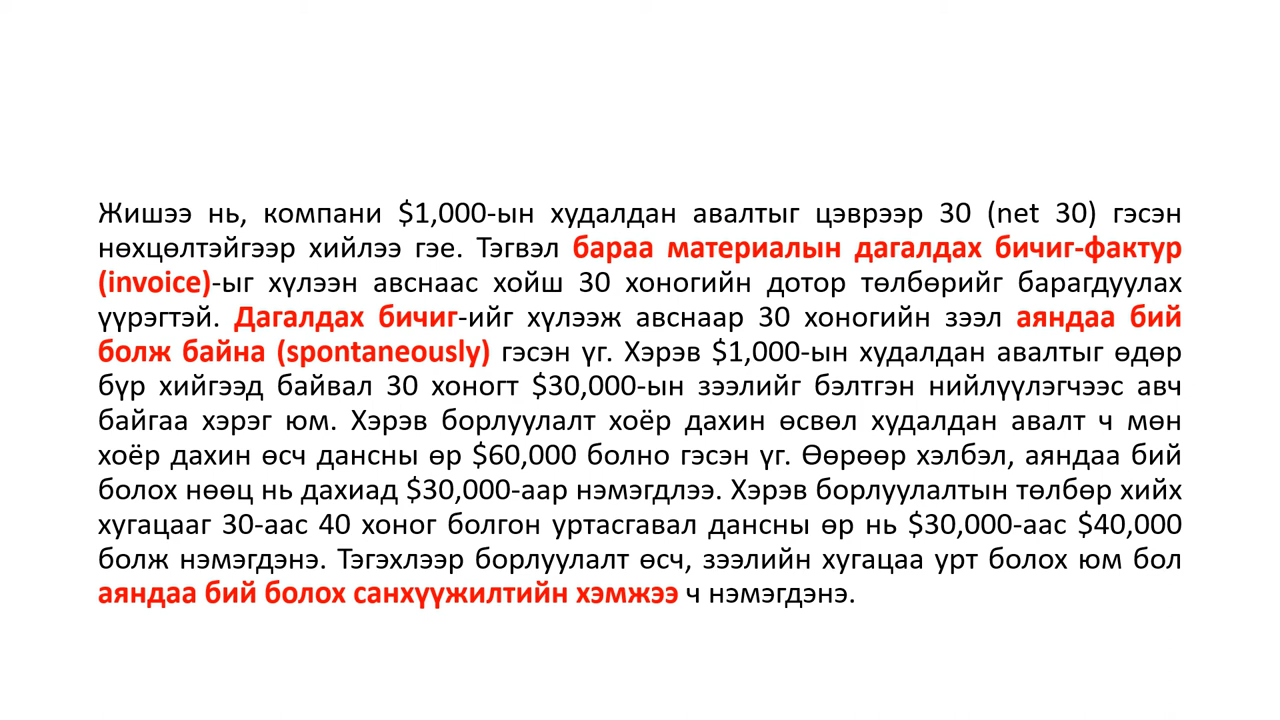 Жишээ нь, компани $1,000-ын худалдан авалтыг цэврээр 30 (net 30) гэсэн
нөхцөлтэйгээр хийлээ гэе. Тэгвэл бараа материалын дагалдах бичиг-фактур
(invoice)-ыг хүлээн авснаас хойш 30 хоногийн дотор төлбөрийг барагдуулах
үүрэгтэй. Дагалдах бичиг-ийг хүлээж авснаар 30 хоногийн зээл аяндаа бий
болж байна (spontaneously) гэсэн үг. Хэрэв $1,000-ын худалдан авалтыг өдөр
бүр хийгээд байвал 30 хоногт $30,000-ын зээлийг бэлтгэн нийлүүлэгчээс авч
байгаа хэрэг юм. Хэрэв борлуулалт хоёр дахин өсвөл худалдан авалт ч мөн
хоёр дахин өсч дансны өр $60,000 болно гэсэн үг. Өөрөөр хэлбэл, аяндаа бий
болох нөөц нь дахиад $30,000-аар нэмэгдлээ. Хэрэв борлуулалтын төлбөр хийх
хугацааг 30-аас 40 хоног болгон уртасгавал дансны өр нь $30,000-аас $40,000
болж нэмэгдэнэ. Тэгэхлээр борлуулалт өсч, зээлийн хугацаа урт болох юм бол
аяндаа бий болох санхүүжилтийн хэмжээ ч нэмэгдэнэ.